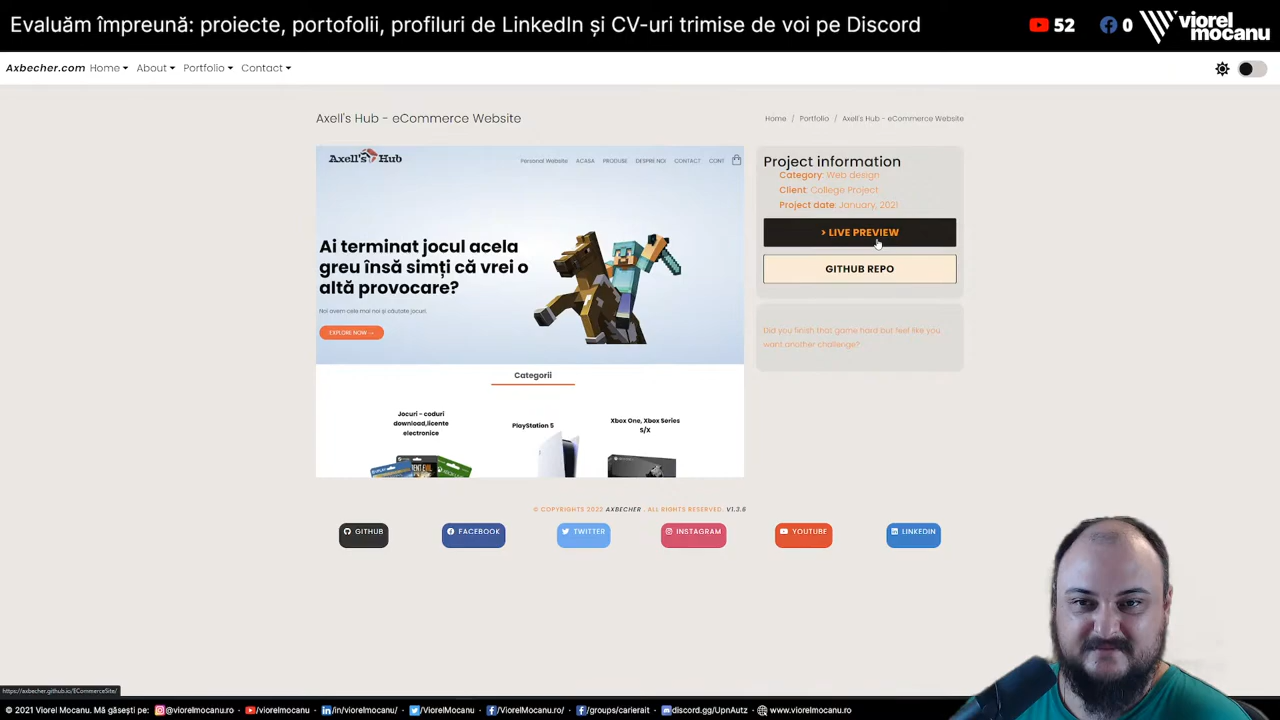 Evaluăm împreună: proiecte, portofolii, profiluri de LinkedIn și CV-uri trimise de voi pe Discord
52
0
viorel
mocanu
Axbecher.com Home About Portfolio Contact
Axell's Hub - eCommerce Website
Home / Portfolio / Axell's Hub - eCommerce Website
Axell's Hub
Personal Website ACASA PRODUSE DESPRE NOI CONTACT CONT
Ai terminat jocul acela
greu însă simți că vrei o
altă provocare?
Noi avem cele mai noi și căutate jocuri.
EXPLORE NOW →
Categorii
Jocuri - coduri
download,licente
electronice
PlayStation 5
Xbox One, Xbox Series
S/X
Project information
Category: Web design
Client: College Project
Project date: January, 2021
> LIVE PREVIEW
GITHUB REPO
Did you finish that game hard but feel like you
want another challenge?
© COPYRIGHTS 2022 AXBECHER . ALL RIGHTS RESERVED. V1.3.6
GITHUB
FACEBOOK
TWITTER
INSTAGRAM
YOUTUBE
LINKEDIN
https://axbecher.github.io/ECommerceSite/
© 2021 Viorel Mocanu. Mă găsești pe: @viorelmocanu.ro · /viorelmocanu · /in/viorelmocanu/ · /ViorelMocanu · /ViorelMocanu.ro/ · /groups/carierait · discord.gg/UpnAutz · www.viorelmocanu.ro